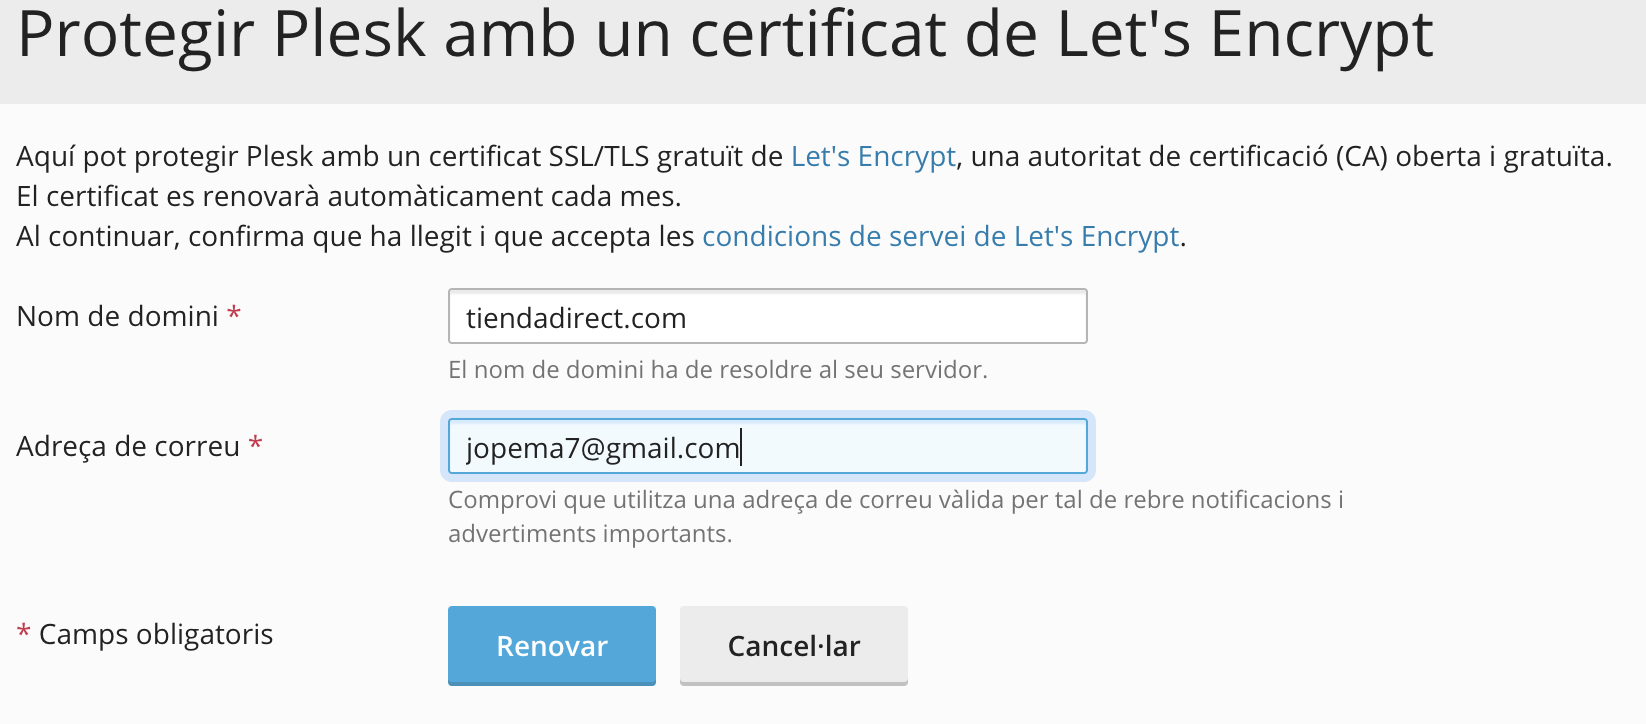 Protegir Plesk amb un certificat de Let's Encrypt
Aquí pot protegir Plesk amb un certificat SSL/TLS gratuït de Let's Encrypt, una autoritat de certificació (CA) oberta i gratuïta.
El certificat es renovarà automàticament cada mes.
Al continuar, confirma que ha llegit i que accepta les condicions de servei de Let's Encrypt.
Nom de domini *
tiendadirect.com
El nom de domini ha de resoldre al seu servidor.
Adreça de correu *
jopema7@gmail.com
Comprovi que utilitza una adreça de correu vàlida per tal de rebre notificacions i
advertiments importants.
* Camps obligatoris
Renovar
Cancel·lar